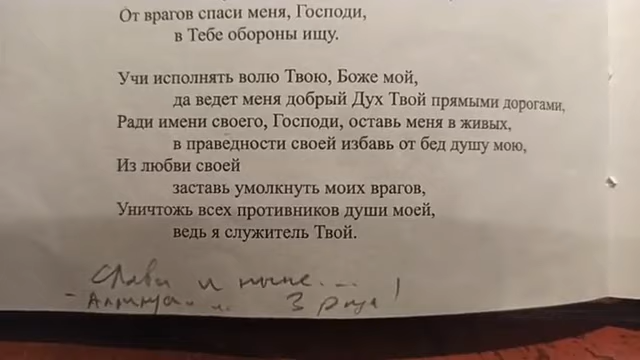 От врагов спаси меня, Господи,
в Тебе обороны ищу.
Учи исполнять волю Твою, Боже мой,
да ведет меня добрый Дух Твой прямыми дорогами,
Ради имени своего, Господи, оставь меня в живых,
в праведности своей избавь от бед душу мою,
Из любви своей
заставь умолкнуть моих врагов,
Уничтожь всех противников души моей,
ведь я служитель Твой.
Слава и ныне...
3 раза!